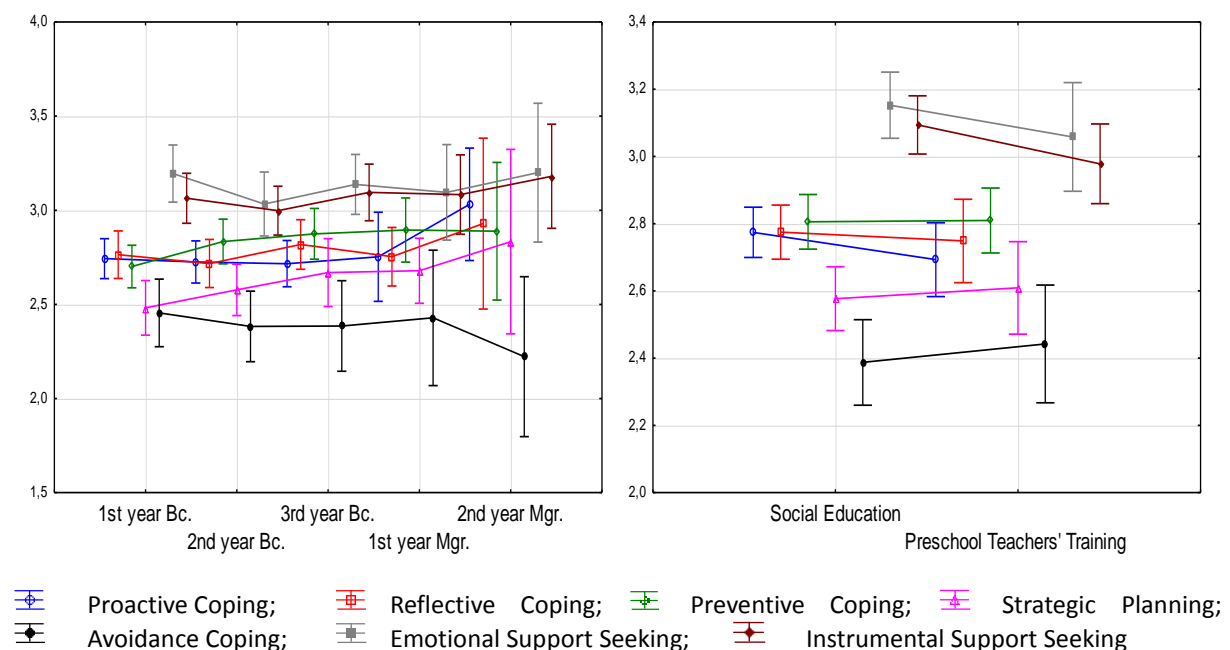 4,0
3,5
3,0
2,5
2,0
1,5
1st year Bc.
3rd year Bc.
2nd year Mgr.
2nd year Bc.
1st year Mgr.
3,4
3,2
3,0
2,8
2,6
2,4
2,2
2,0
Social Education
Preschool Teachers' Training
Proactive Coping; Reflective Coping; Preventive Coping; Strategic Planning;
Avoidance Coping; Emotional Support Seeking; Instrumental Support Seeking